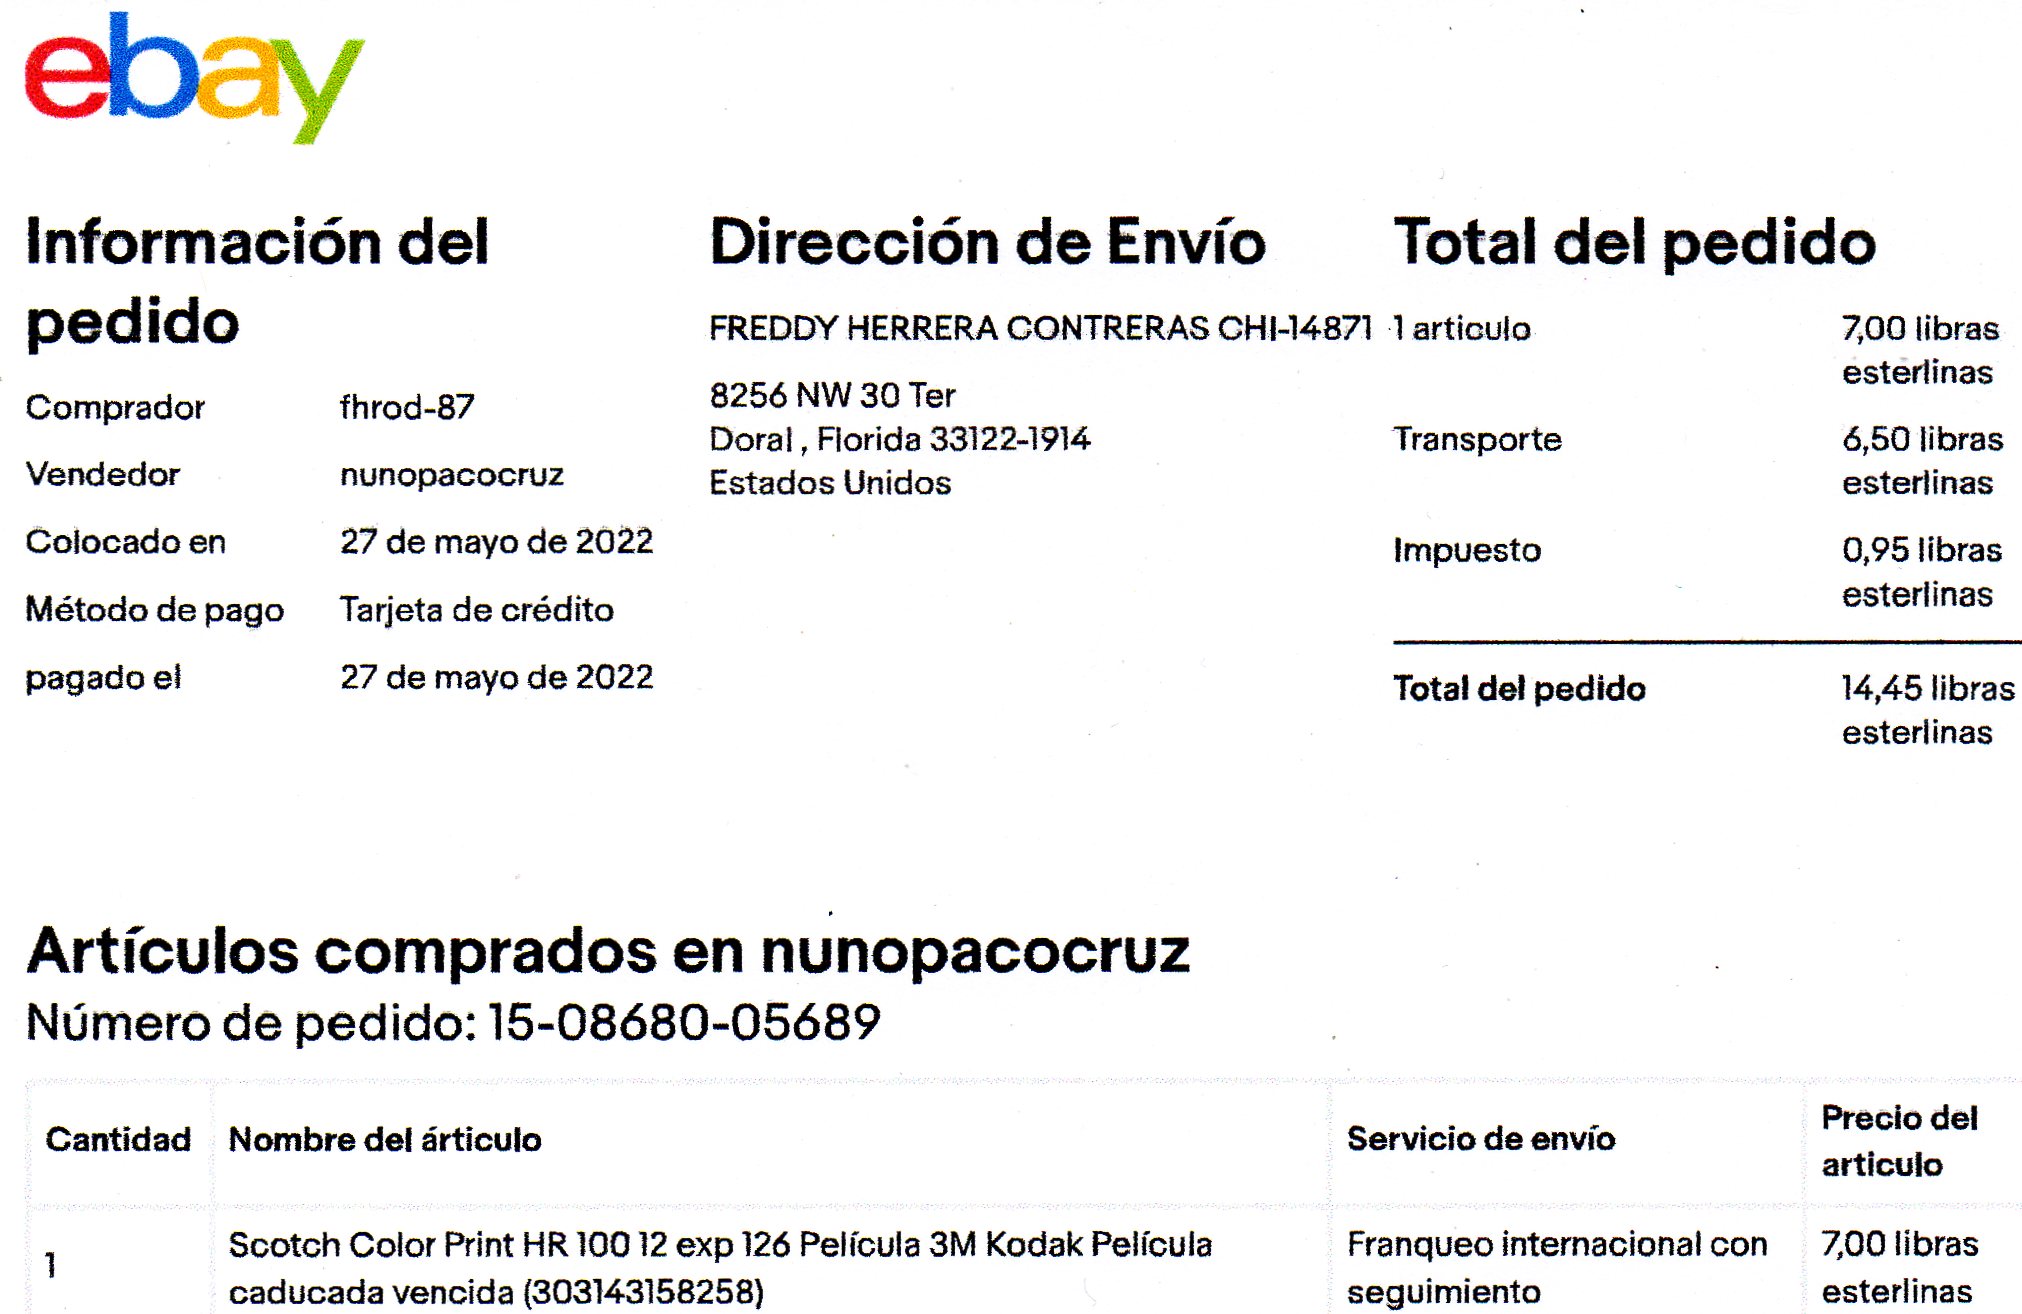 ebay
Información del
pedido
Comprador fhrod-87
Vendedor nunopacocruz
Colocado en 27 de mayo de 2022
Método de pago Tarjeta de crédito
pagado el 27 de mayo de 2022
Dirección de Envío
FREDDY HERRERA CONTRERAS CHI-14871
8256 NW 30 Ter
Doral , Florida 33122-1914
Estados Unidos
Total del pedido
1 articulo 7,00 libras
esterlinas
Transporte 6,50 libras
esterlinas
Impuesto 0,95 libras
esterlinas
Total del pedido 14,45 libras
esterlinas
Artículos comprados en nunopacocruz
Número de pedido: 15-08680-05689
Cantidad Nombre del árticulo Servicio de envío Precio del
articulo
1 Scotch Color Print HR 100 12 exp 126 Película 3M Kodak Película Franqueo internacional con 7,00 libras
caducada vencida (303143158258) seguimiento esterlinas